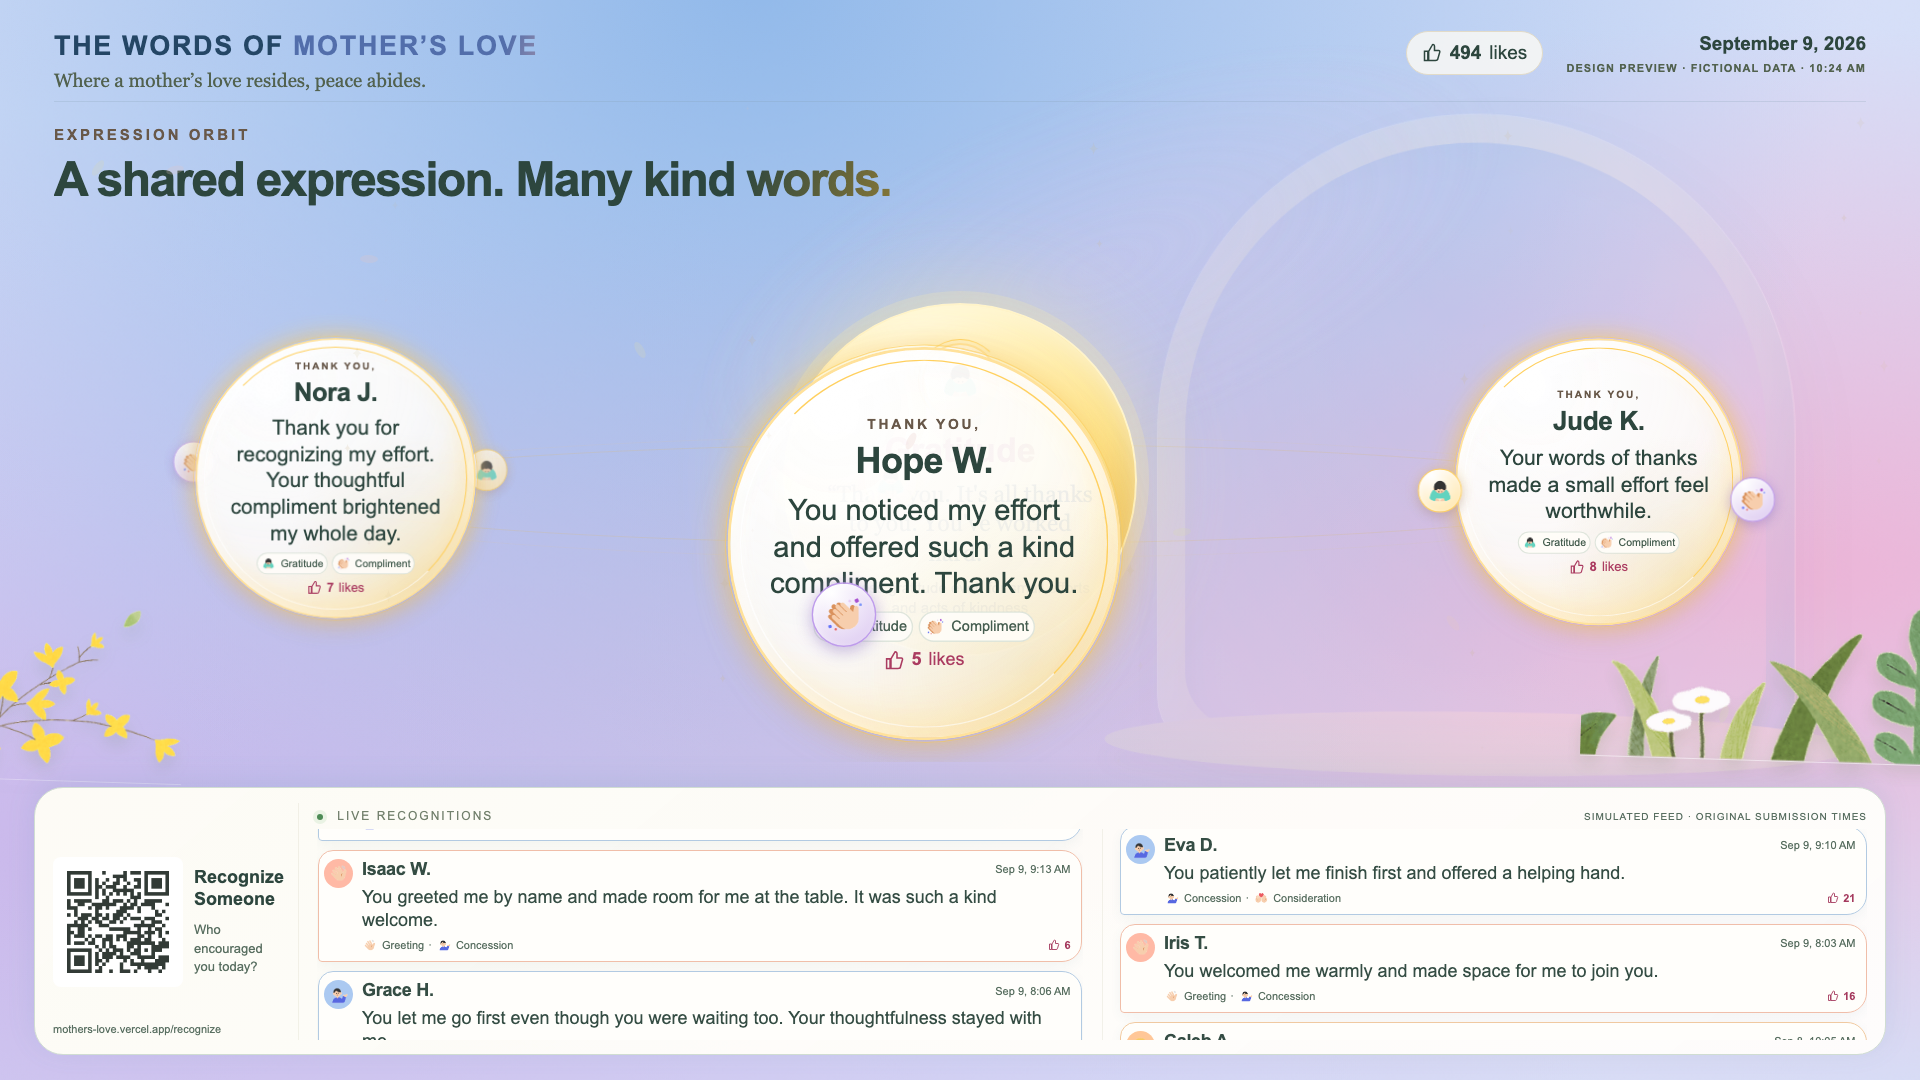 THE WORDS OF MOTHER’S LOVE
Where a mother’s love resides, peace abides.
494 likes
September 9, 2026
DESIGN PREVIEW · FICTIONAL DATA · 10:24 AM
EXPRESSION ORBIT
A shared expression. Many kind words.
THANK YOU,
Nora J.
Thank you for
recognizing my effort.
Your thoughtful
compliment brightened
my whole day.
Gratitude Compliment
7 likes
THANK YOU,
Hope W.
You noticed my effort
and offered such a kind
compliment. Thank you.
Compliment
5 likes
THANK YOU,
Jude K.
Your words of thanks
made a small effort feel
worthwhile.
Gratitude Compliment
8 likes
Recognize
Someone
Who
encouraged
you today?
mothers-love.vercel.app/recognize
LIVE RECOGNITIONS
SIMULATED FEED · ORIGINAL SUBMISSION TIMES
Isaac W.
Sep 9, 9:13 AM
You greeted me by name and made room for me at the table. It was such a kind
welcome.
Greeting · Concession
6
Grace H.
Sep 9, 8:06 AM
You let me go first even though you were waiting too. Your thoughtfulness stayed with
Eva D.
Sep 9, 9:10 AM
You patiently let me finish first and offered a helping hand.
Concession · Consideration
21
Iris T.
Sep 9, 8:03 AM
You welcomed me warmly and made space for me to join you.
Greeting · Concession
16